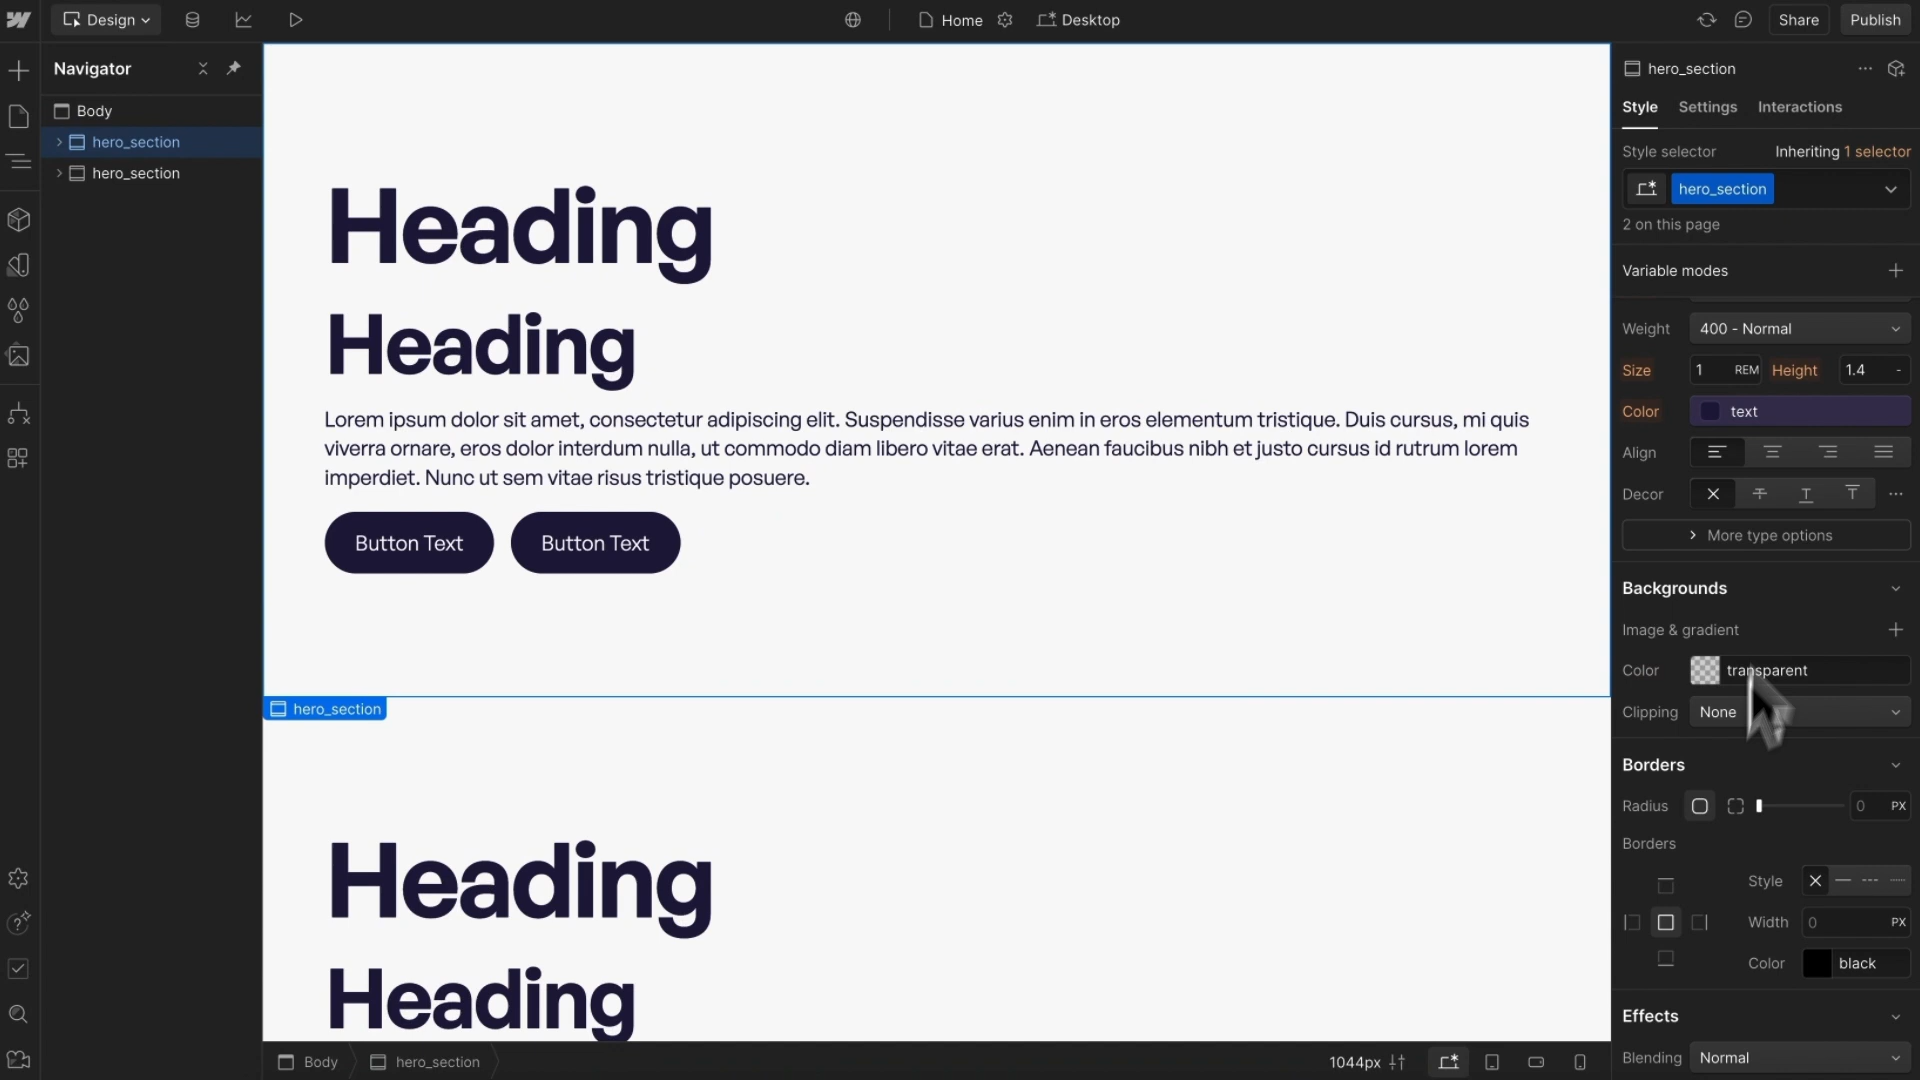 Design
Home
Desktop
Share
Publish
Navigator
Body
hero_section
hero_section
Heading
Heading
Lorem ipsum dolor sit amet, consectetur adipiscing elit. Suspendisse varius enim in eros elementum tristique. Duis cursus, mi quis
viverra ornare, eros dolor interdum nulla, ut commodo diam libero vitae erat. Aenean faucibus nibh et justo cursus id rutrum lorem
imperdiet. Nunc ut sem vitae risus tristique posuere.
Button Text
Button Text
hero_section
Heading
Heading
Body
hero_section
1044px
hero_section
Style
Settings
Interactions
Style selector
Inheriting 1 selector
hero_section
2 on this page
Variable modes
Weight
400 - Normal
Size
1
REM
Height
1.4
-
Color
text
Align
Decor
More type options
Backgrounds
Image & gradient
Color
transparent
Clipping
None
Borders
Radius
0
PX
Borders
Style
Width
0
PX
Color
black
Effects
Blending
Normal